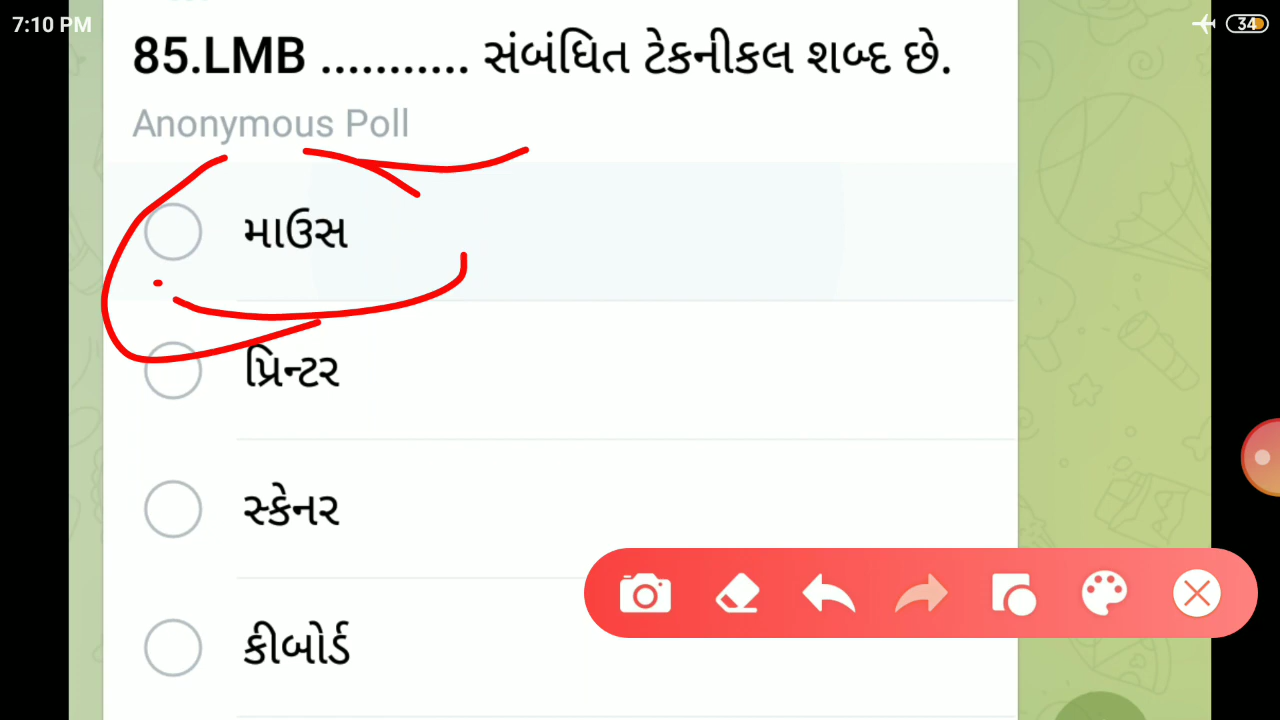 7:10 PM
34
85.LMB ........... સંબંધિત ટેકનીકલ શબ્દ છે.
Anonymous Poll
માઉસ
પ્રિન્ટર
સ્કેનર
કીબોર્ડ